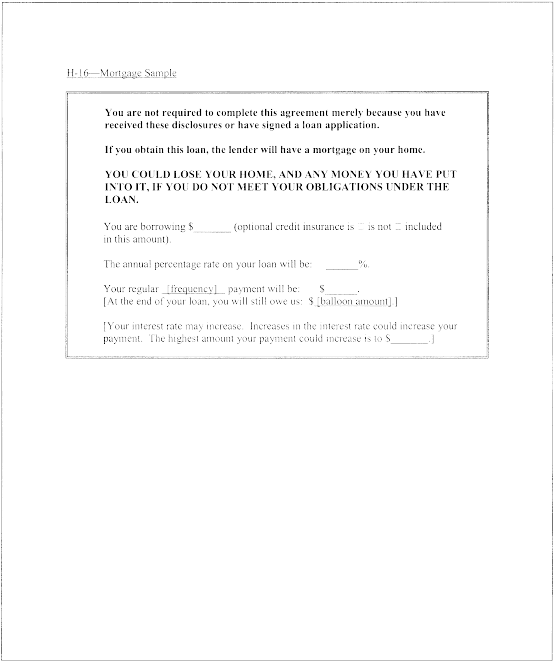 H-16—Mortgage Sample
You are not required to complete this agreement merely because you have
received these disclosures or have signed a loan application.
If you obtain this loan, the lender will have a mortgage on your home.
YOU COULD LOSE YOUR HOME, AND ANY MONEY YOU HAVE PUT
INTO IT, IF YOU DO NOT MEET YOUR OBLIGATIONS UNDER THE
LOAN.
You are borrowing $______ (optional credit insurance is □ is not □ included
in this amount).
The annual percentage rate on your loan will be: ______%.
Your regular [frequency] payment will be: $______.
[At the end of your loan, you will still owe us: $ [balloon amount].]
[Your interest rate may increase. Increases in the interest rate could increase your
payment. The highest amount your payment could increase is to $______.]